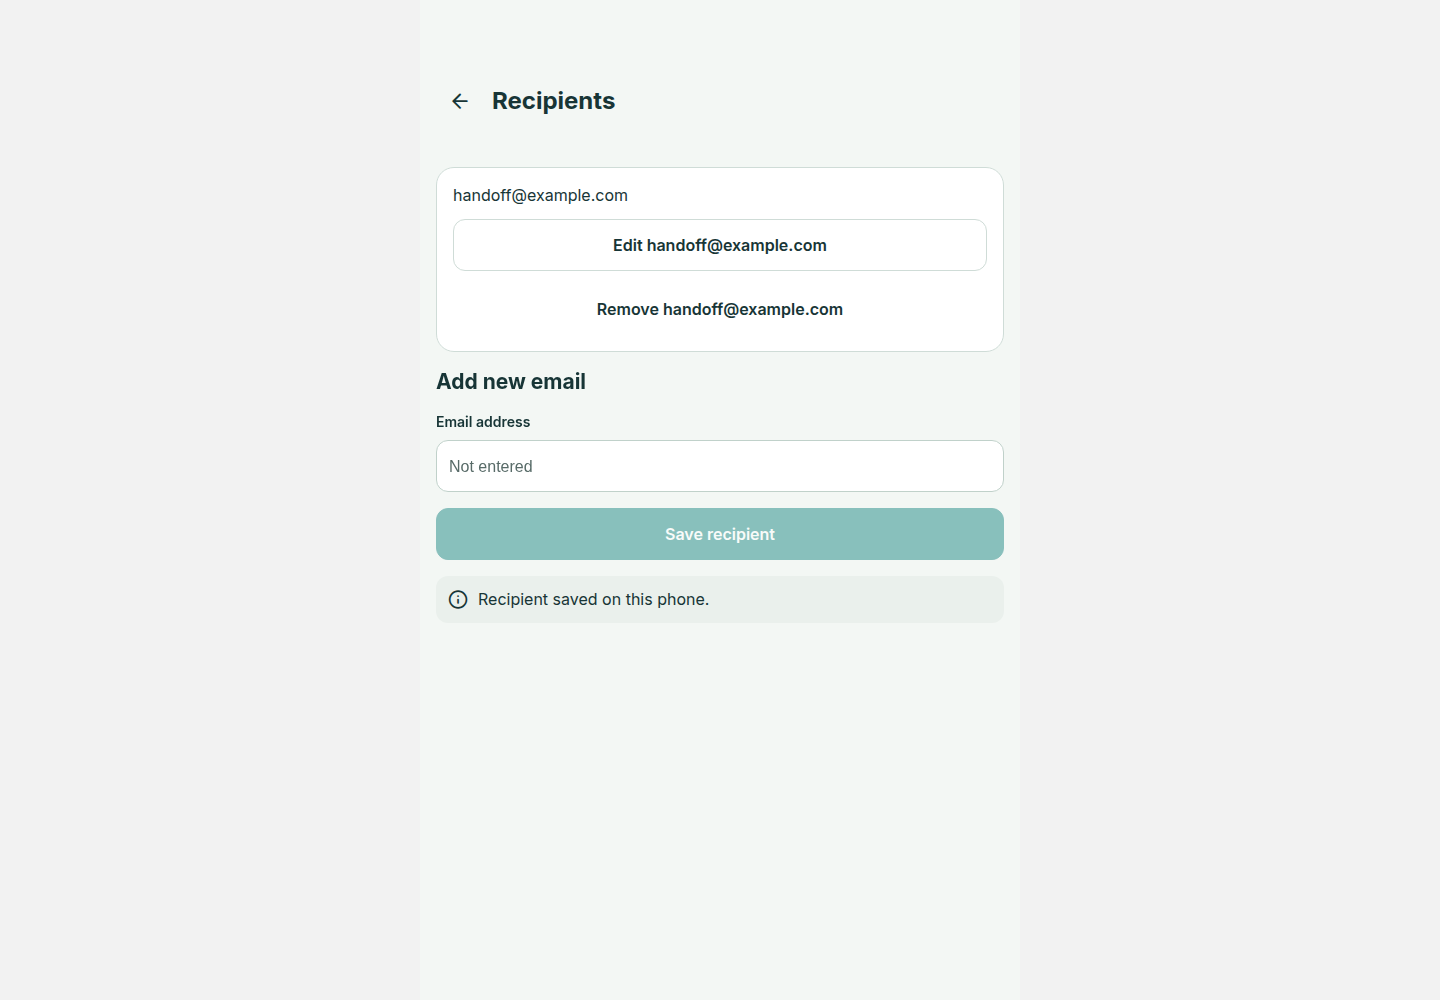 Recipients
handoff@example.com
Edit handoff@example.com
Remove handoff@example.com
Add new email
Email address
Not entered
Save recipient
Recipient saved on this phone.